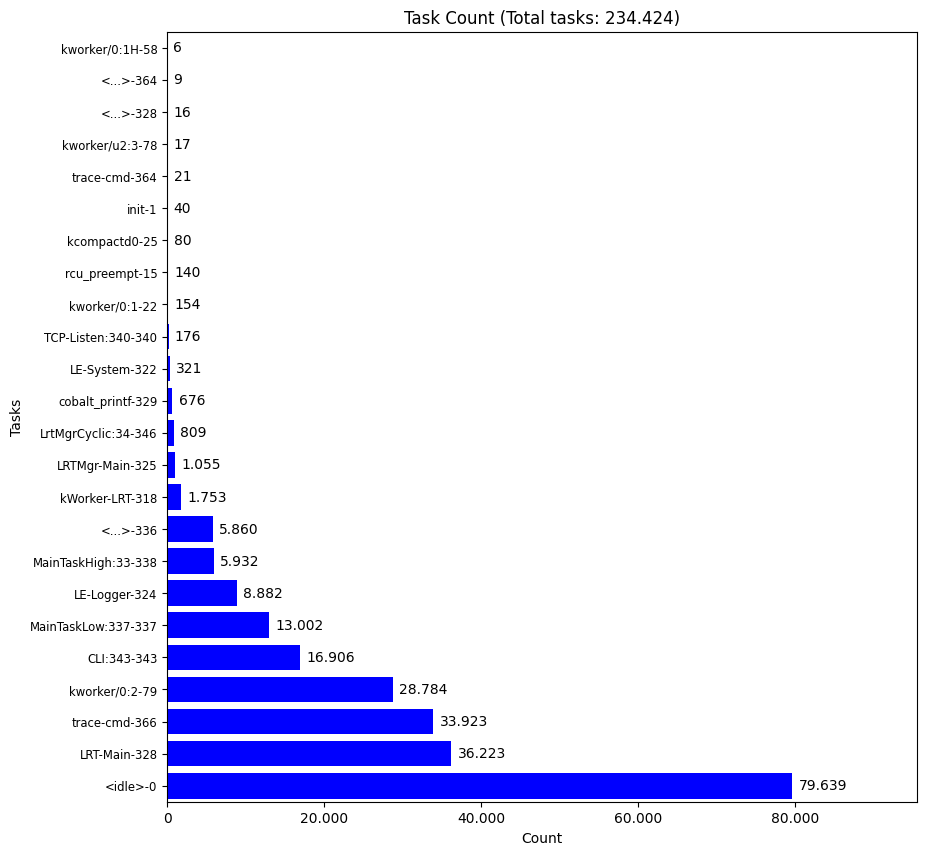 Task Count (Total tasks: 234.424)
kworker/0:1H-58 6
<...>-364 9
<...>-328 16
kworker/u2:3-78 17
trace-cmd-364 21
init-1 40
kcompactd0-25 80
rcu_preempt-15 140
kworker/0:1-22 154
TCP-Listen:340-340 176
LE-System-322 321
cobalt_printf-329 676
LrtMgrCyclic:34-346 809
LRTMgr-Main-325 1.055
kWorker-LRT-318 1.753
<...>-336 5.860
MainTaskHigh:33-338 5.932
LE-Logger-324 8.882
MainTaskLow:337-337 13.002
CLI:343-343 16.906
kworker/0:2-79 28.784
trace-cmd-366 33.923
LRT-Main-328 36.223
<idle>-0 79.639
Tasks
0 20.000 40.000 60.000 80.000
Count